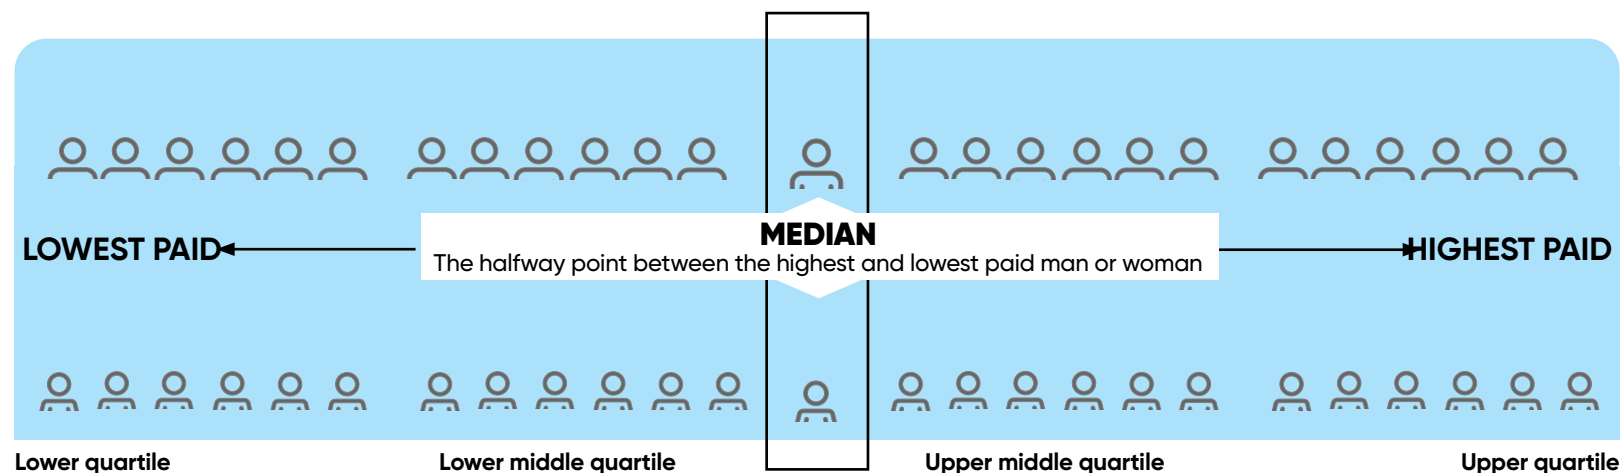 MEDIAN
LOWEST PAID
The halfway point between the highest and lowest paid man or woman
HIGHEST PAID
Lower quartile
Lower middle quartile
Upper middle quartile
Upper quartile